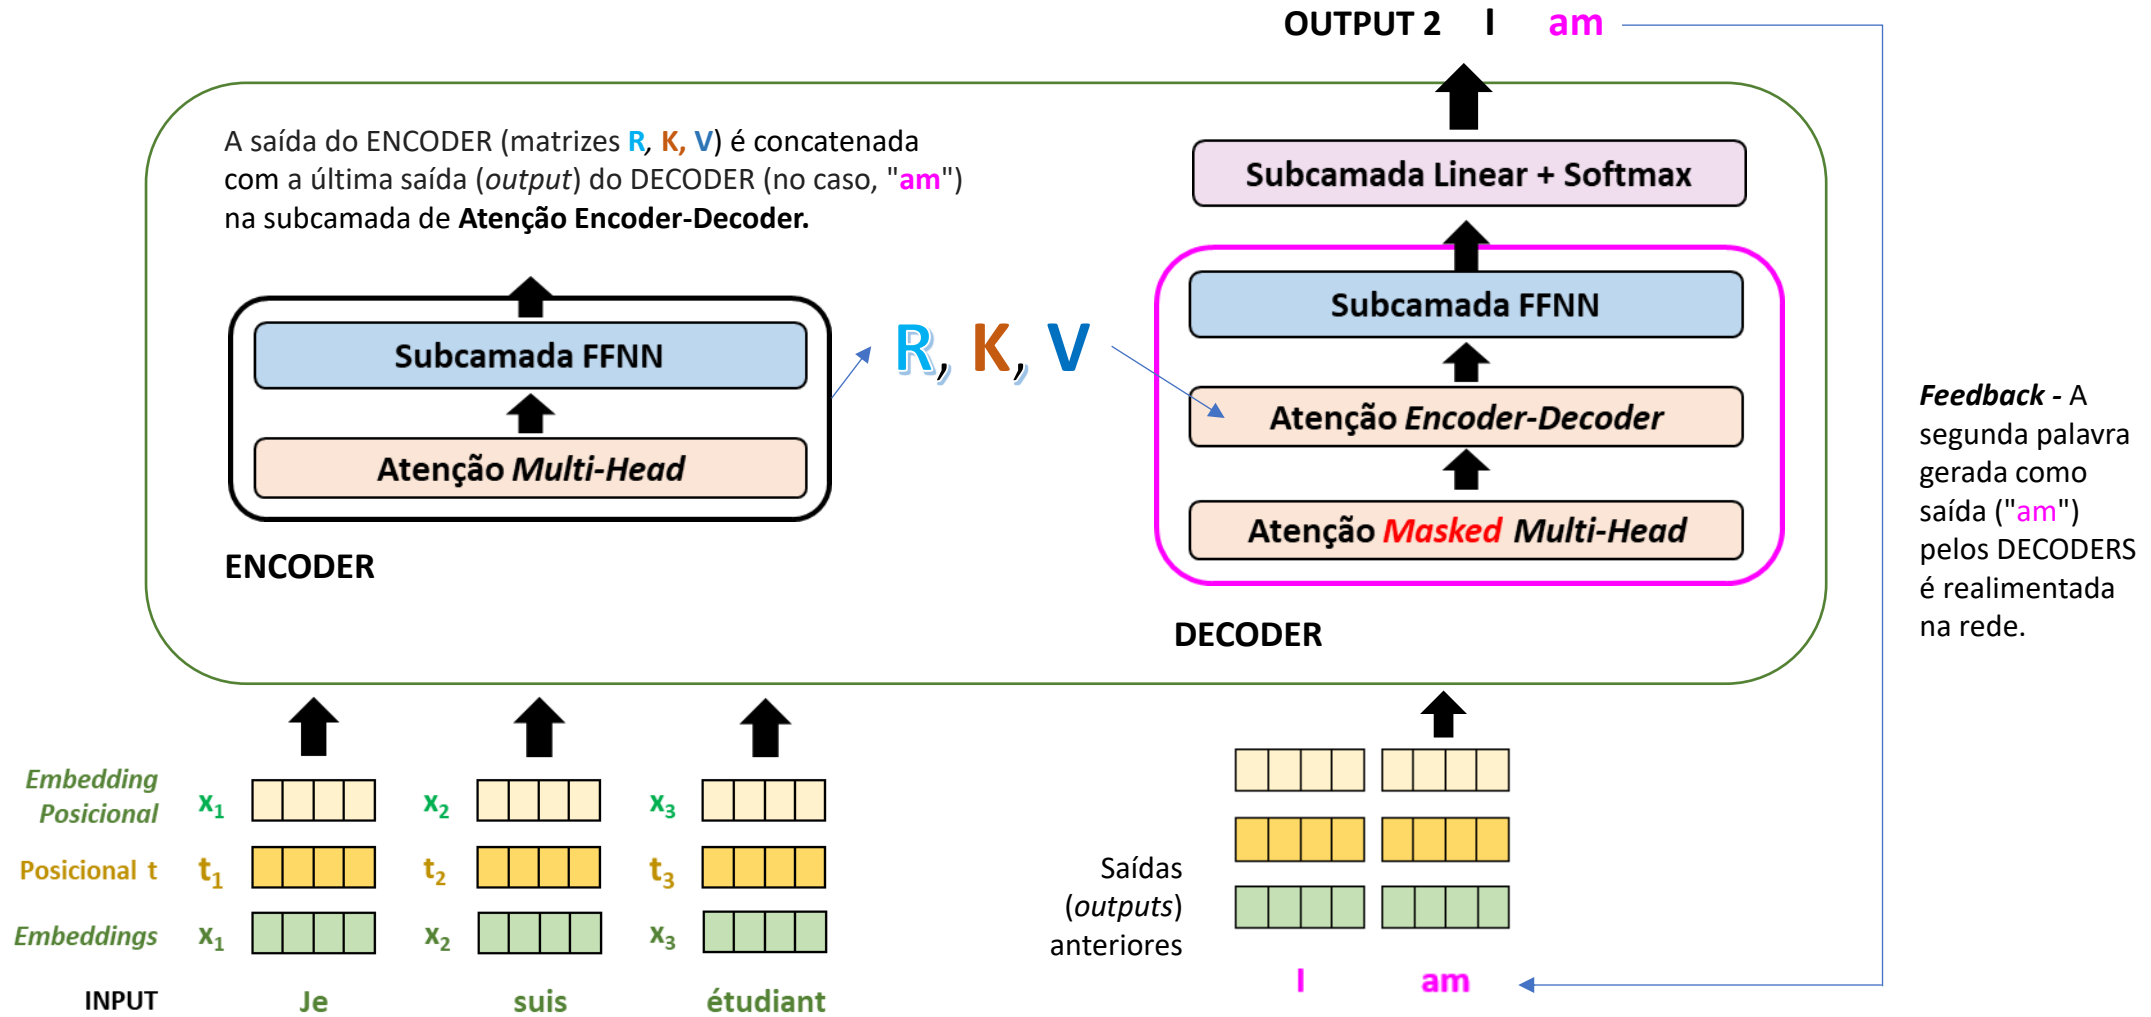 OUTPUT 2 I am
A saída do ENCODER (matrizes R, K, V) é concatenada
com a última saída (output) do DECODER (no caso, "am")
na subcamada de Atenção Encoder-Decoder.
Subcamada FFNN
Atenção Multi-Head
ENCODER
R, K, V
Subcamada Linear + Softmax
Subcamada FFNN
Atenção Encoder-Decoder
Atenção Masked Multi-Head
DECODER
Feedback - A
segunda palavra
gerada como
saída ("am")
pelos DECODERS
é realimentada
na rede.
Embedding
Posicional
x1 x2 x3
Posicional t t1 t2 t3
Embeddings x1 x2 x3
INPUT Je suis étudiant
Saídas
(outputs)
anteriores
I am